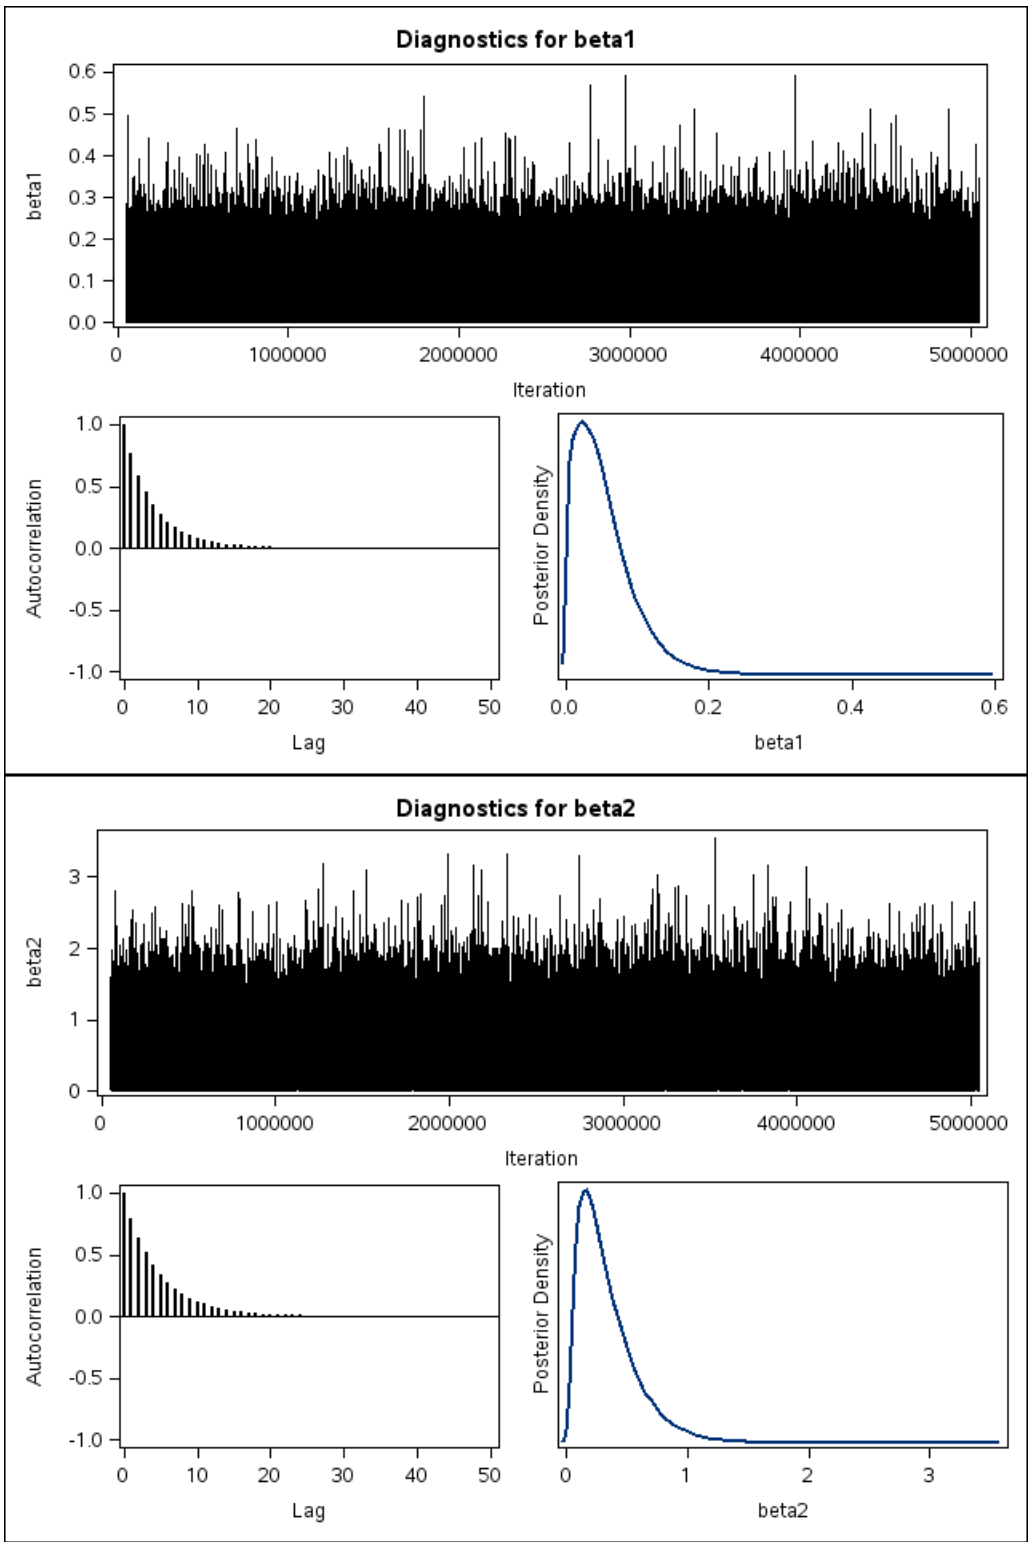 Diagnostics for beta1
0.6
0.5
0.4
0.3
0.2
0.1
0.0
beta1
0 1000000 2000000 3000000 4000000 5000000
Iteration
1.0
0.5
0.0
-0.5
-1.0
Autocorrelation
0 10 20 30 40 50
Lag
Posterior Density
0.0 0.2 0.4 0.6
beta1
Diagnostics for beta2
3
2
1
0
beta2
0 1000000 2000000 3000000 4000000 5000000
Iteration
1.0
0.5
0.0
-0.5
-1.0
Autocorrelation
0 10 20 30 40 50
Lag
Posterior Density
0 1 2 3
beta2